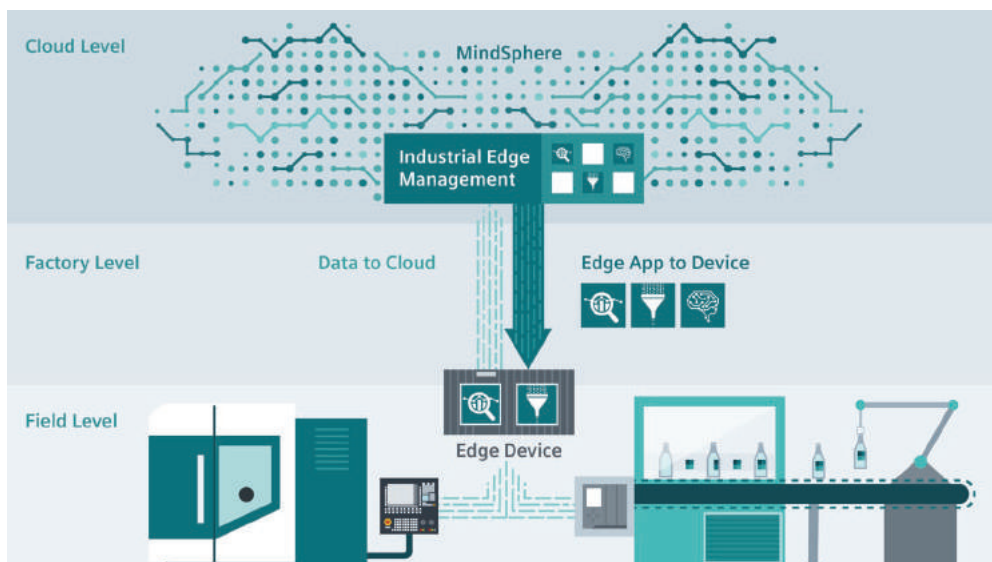 Cloud Level
MindSphere
Industrial Edge
Management
Factory Level
Data to Cloud
Edge App to Device
Field Level
Edge Device